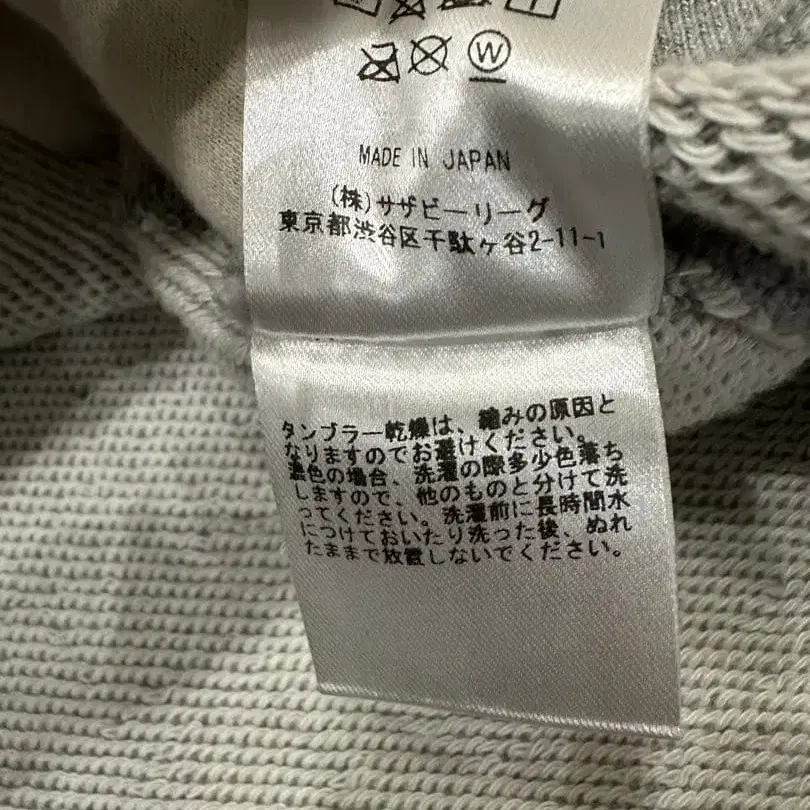 W
MADE IN JAPAN
(株)サザビーリーグ
東京都渋谷区千駄ヶ谷2-11-1
タンブラー乾燥は、縮みの原因と
なりますのでお避けください。
濃色の場合、洗濯の際多少色落ち
しますので、他のものと分けて洗
ってください。洗濯前に長時間水
につけておいたり洗った後、ぬれ
たままで放置しないでください。